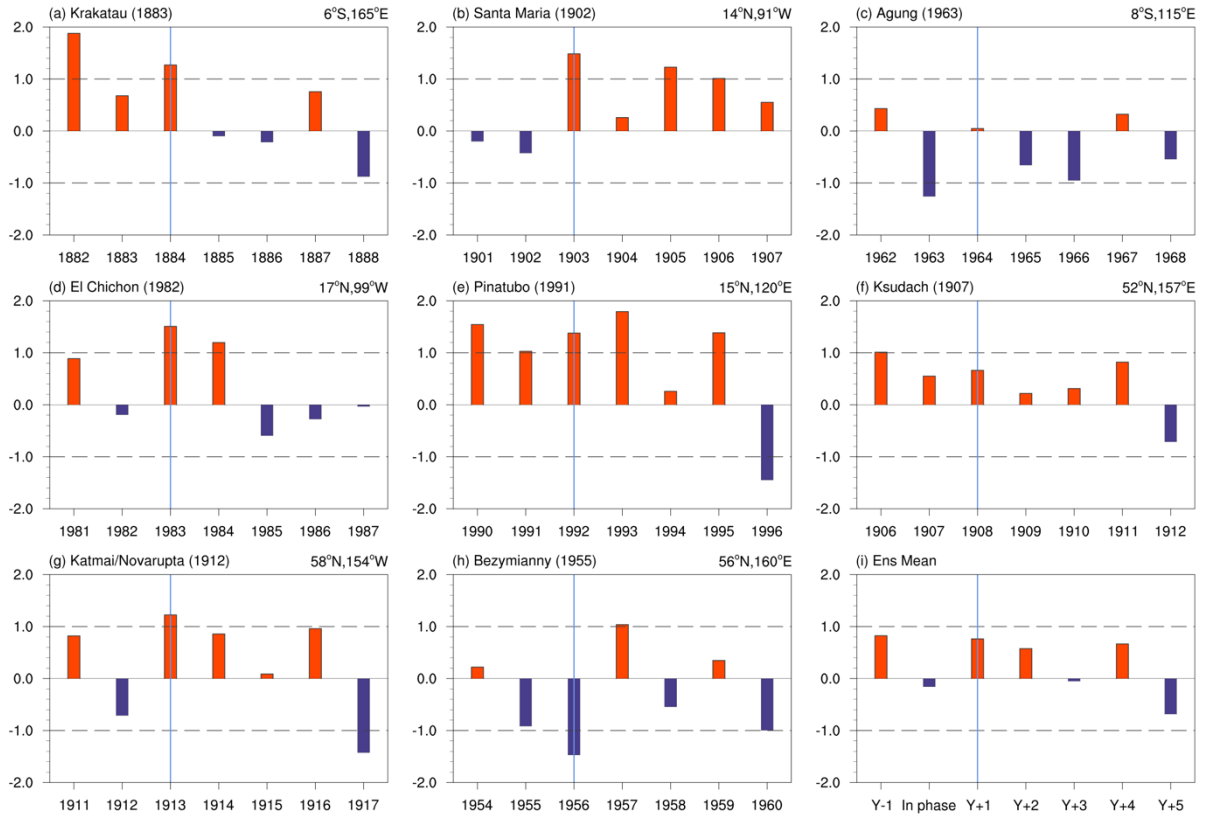 (a) Krakatau (1883) 6°S,165°E
2.0
1.0
0.0
-1.0
-2.0
1882 1883 1884 1885 1886 1887 1888
(b) Santa Maria (1902) 14°N,91°W
2.0
1.0
0.0
-1.0
-2.0
1901 1902 1903 1904 1905 1906 1907
(c) Agung (1963) 8°S,115°E
2.0
1.0
0.0
-1.0
-2.0
1962 1963 1964 1965 1966 1967 1968
(d) El Chichon (1982) 17°N,99°W
2.0
1.0
0.0
-1.0
-2.0
1981 1982 1983 1984 1985 1986 1987
(e) Pinatubo (1991) 15°N,120°E
2.0
1.0
0.0
-1.0
-2.0
1990 1991 1992 1993 1994 1995 1996
(f) Ksudach (1907) 52°N,157°E
2.0
1.0
0.0
-1.0
-2.0
1906 1907 1908 1909 1910 1911 1912
(g) Katmai/Novarupta (1912) 58°N,154°W
2.0
1.0
0.0
-1.0
-2.0
1911 1912 1913 1914 1915 1916 1917
(h) Bezymianny (1955) 56°N,160°E
2.0
1.0
0.0
-1.0
-2.0
1954 1955 1956 1957 1958 1959 1960
(i) Ens Mean
2.0
1.0
0.0
-1.0
-2.0
Y-1 In phase Y+1 Y+2 Y+3 Y+4 Y+5